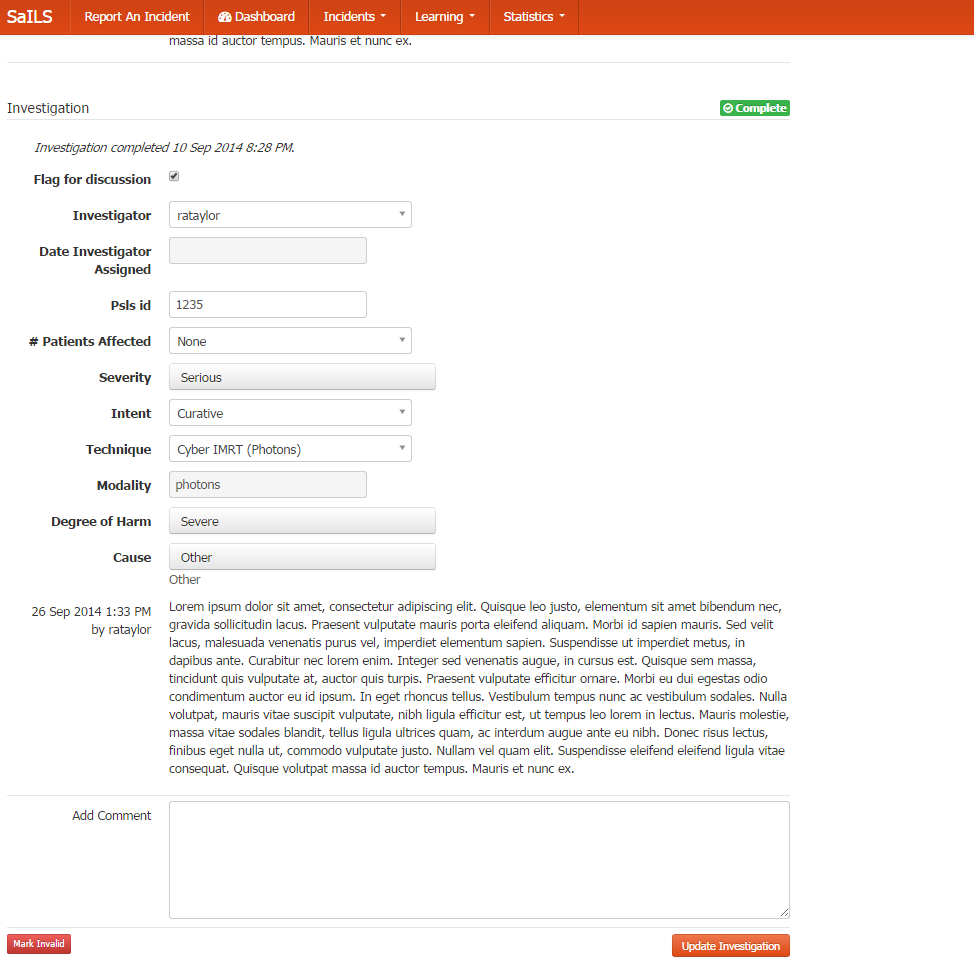 SaILS Report An Incident Dashboard Incidents Learning Statistics
massa id auctor tempus. Mauris et nunc ex.
Investigation Complete
Investigation completed 10 Sep 2014 8:28 PM.
Flag for discussion
Investigator rataylor
Date Investigator
Assigned
Psls id 1235
# Patients Affected None
Severity Serious
Intent Curative
Technique Cyber IMRT (Photons)
Modality photons
Degree of Harm Severe
Cause Other
Other
26 Sep 2014 1:33 PM
by rataylor
Lorem ipsum dolor sit amet, consectetur adipiscing elit. Quisque leo justo, elementum sit amet bibendum nec,
gravida sollicitudin lacus. Praesent vulputate mauris porta eleifend aliquam. Morbi id sapien mauris. Sed velit
lacus, malesuada venenatis purus vel, imperdiet elementum sapien. Suspendisse ut imperdiet metus, in
dapibus ante. Curabitur nec lorem enim. Integer sed venenatis augue, in cursus est. Quisque sem massa,
tincidunt quis vulputate at, auctor quis turpis. Praesent vulputate efficitur ornare. Morbi eu dui egestas odio
condimentum auctor eu id ipsum. In eget rhoncus tellus. Vestibulum tempus nunc ac vestibulum sodales. Nulla
volutpat, mauris vitae suscipit vulputate, nibh ligula efficitur est, ut tempus leo lorem in lectus. Mauris molestie,
massa vitae sodales blandit, tellus ligula ultrices quam, ac interdum augue ante eu nibh. Donec risus lectus,
finibus eget nulla ut, commodo vulputate justo. Nullam vel quam elit. Suspendisse eleifend eleifend ligula vitae
consequat. Quisque volutpat massa id auctor tempus. Mauris et nunc ex.
Add Comment
Mark Invalid Update Investigation